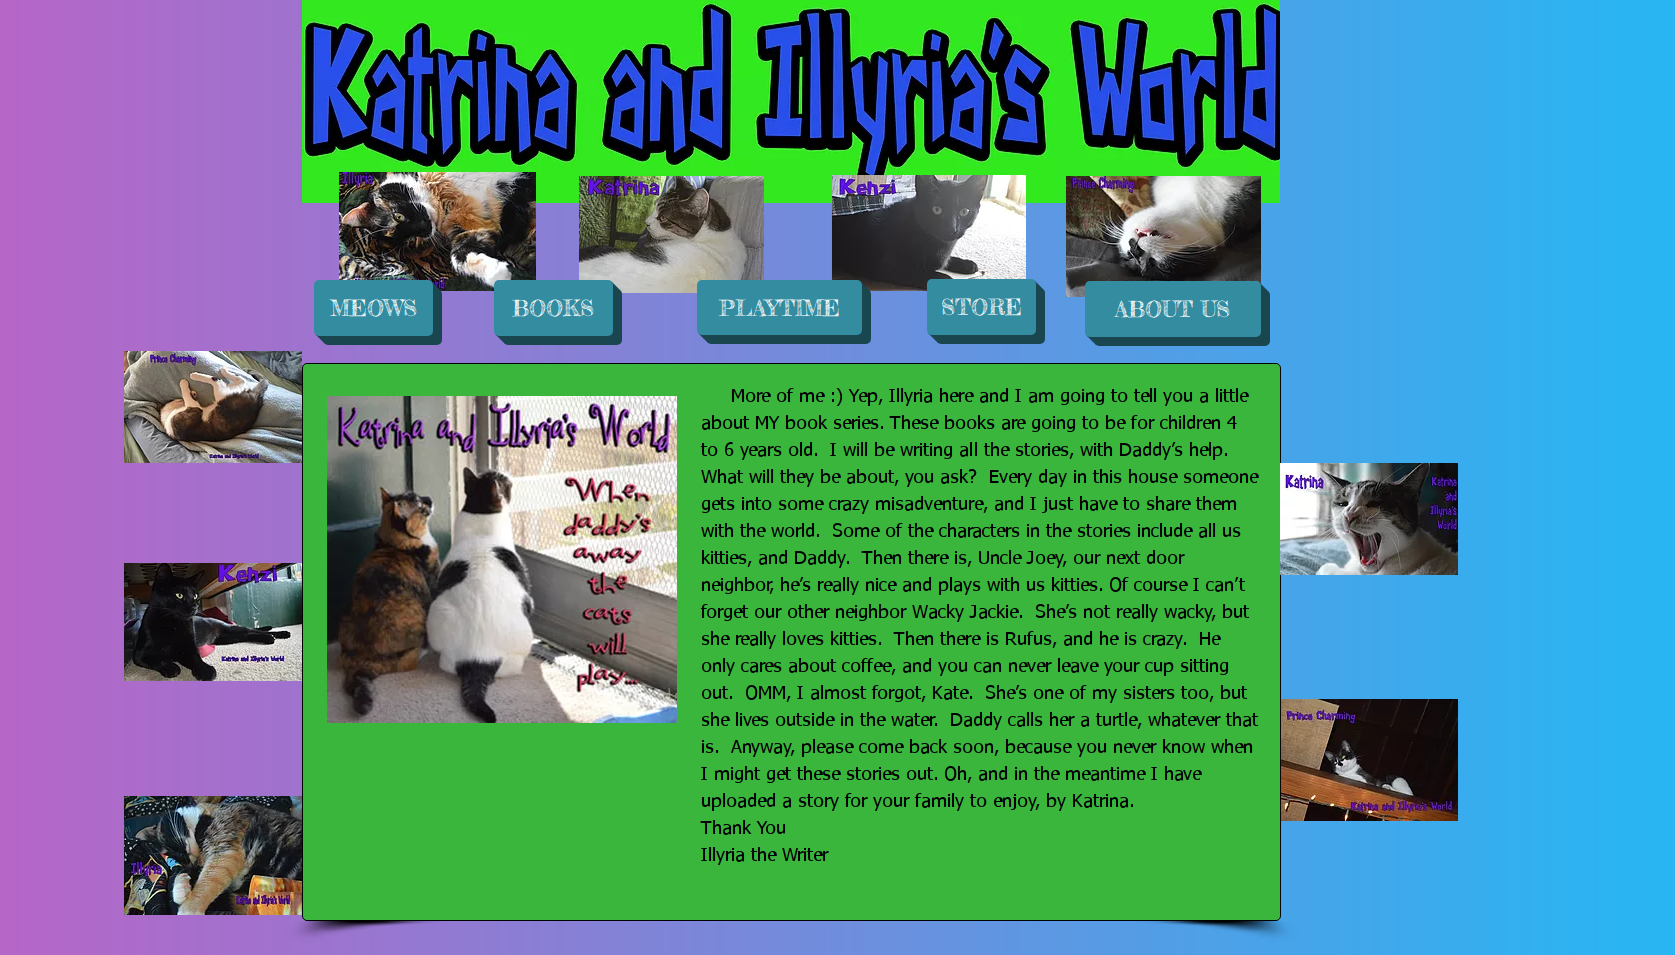 Katrina and Illyria's World
Illyria
Katrina
Kenzi
Prince Charming
MEOWS
BOOKS
PLAYTIME
STORE
ABOUT US
Prince Charming
Katrina and Illyria's World
Kenzi
Katrina and Illyria's World
Illyria
Katrina and Illyria's World
Katrina and Illyria's World
When
daddy's
away
the
cats
will
play...
More of me :) Yep, Illyria here and I am going to tell you a little
about MY book series. These books are going to be for children 4
to 6 years old.  I will be writing all the stories, with Daddy’s help.
What will they be about, you ask?  Every day in this house someone
gets into some crazy misadventure, and I just have to share them
with the world.  Some of the characters in the stories include all us
kitties, and Daddy.  Then there is, Uncle Joey, our next door
neighbor, he’s really nice and plays with us kitties. Of course I can’t
forget our other neighbor Wacky Jackie.  She’s not really wacky, but
she really loves kitties.  Then there is Rufus, and he is crazy.  He
only cares about coffee, and you can never leave your cup sitting
out.  OMM, I almost forgot, Kate.  She’s one of my sisters too, but
she lives outside in the water.  Daddy calls her a turtle, whatever that
is.  Anyway, please come back soon, because you never know when
I might get these stories out. Oh, and in the meantime I have
uploaded a story for your family to enjoy, by Katrina.
Thank You
Illyria the Writer
Katrina
Katrina
and
Illyria's
World
Prince Charming
Katrina and Illyria's World